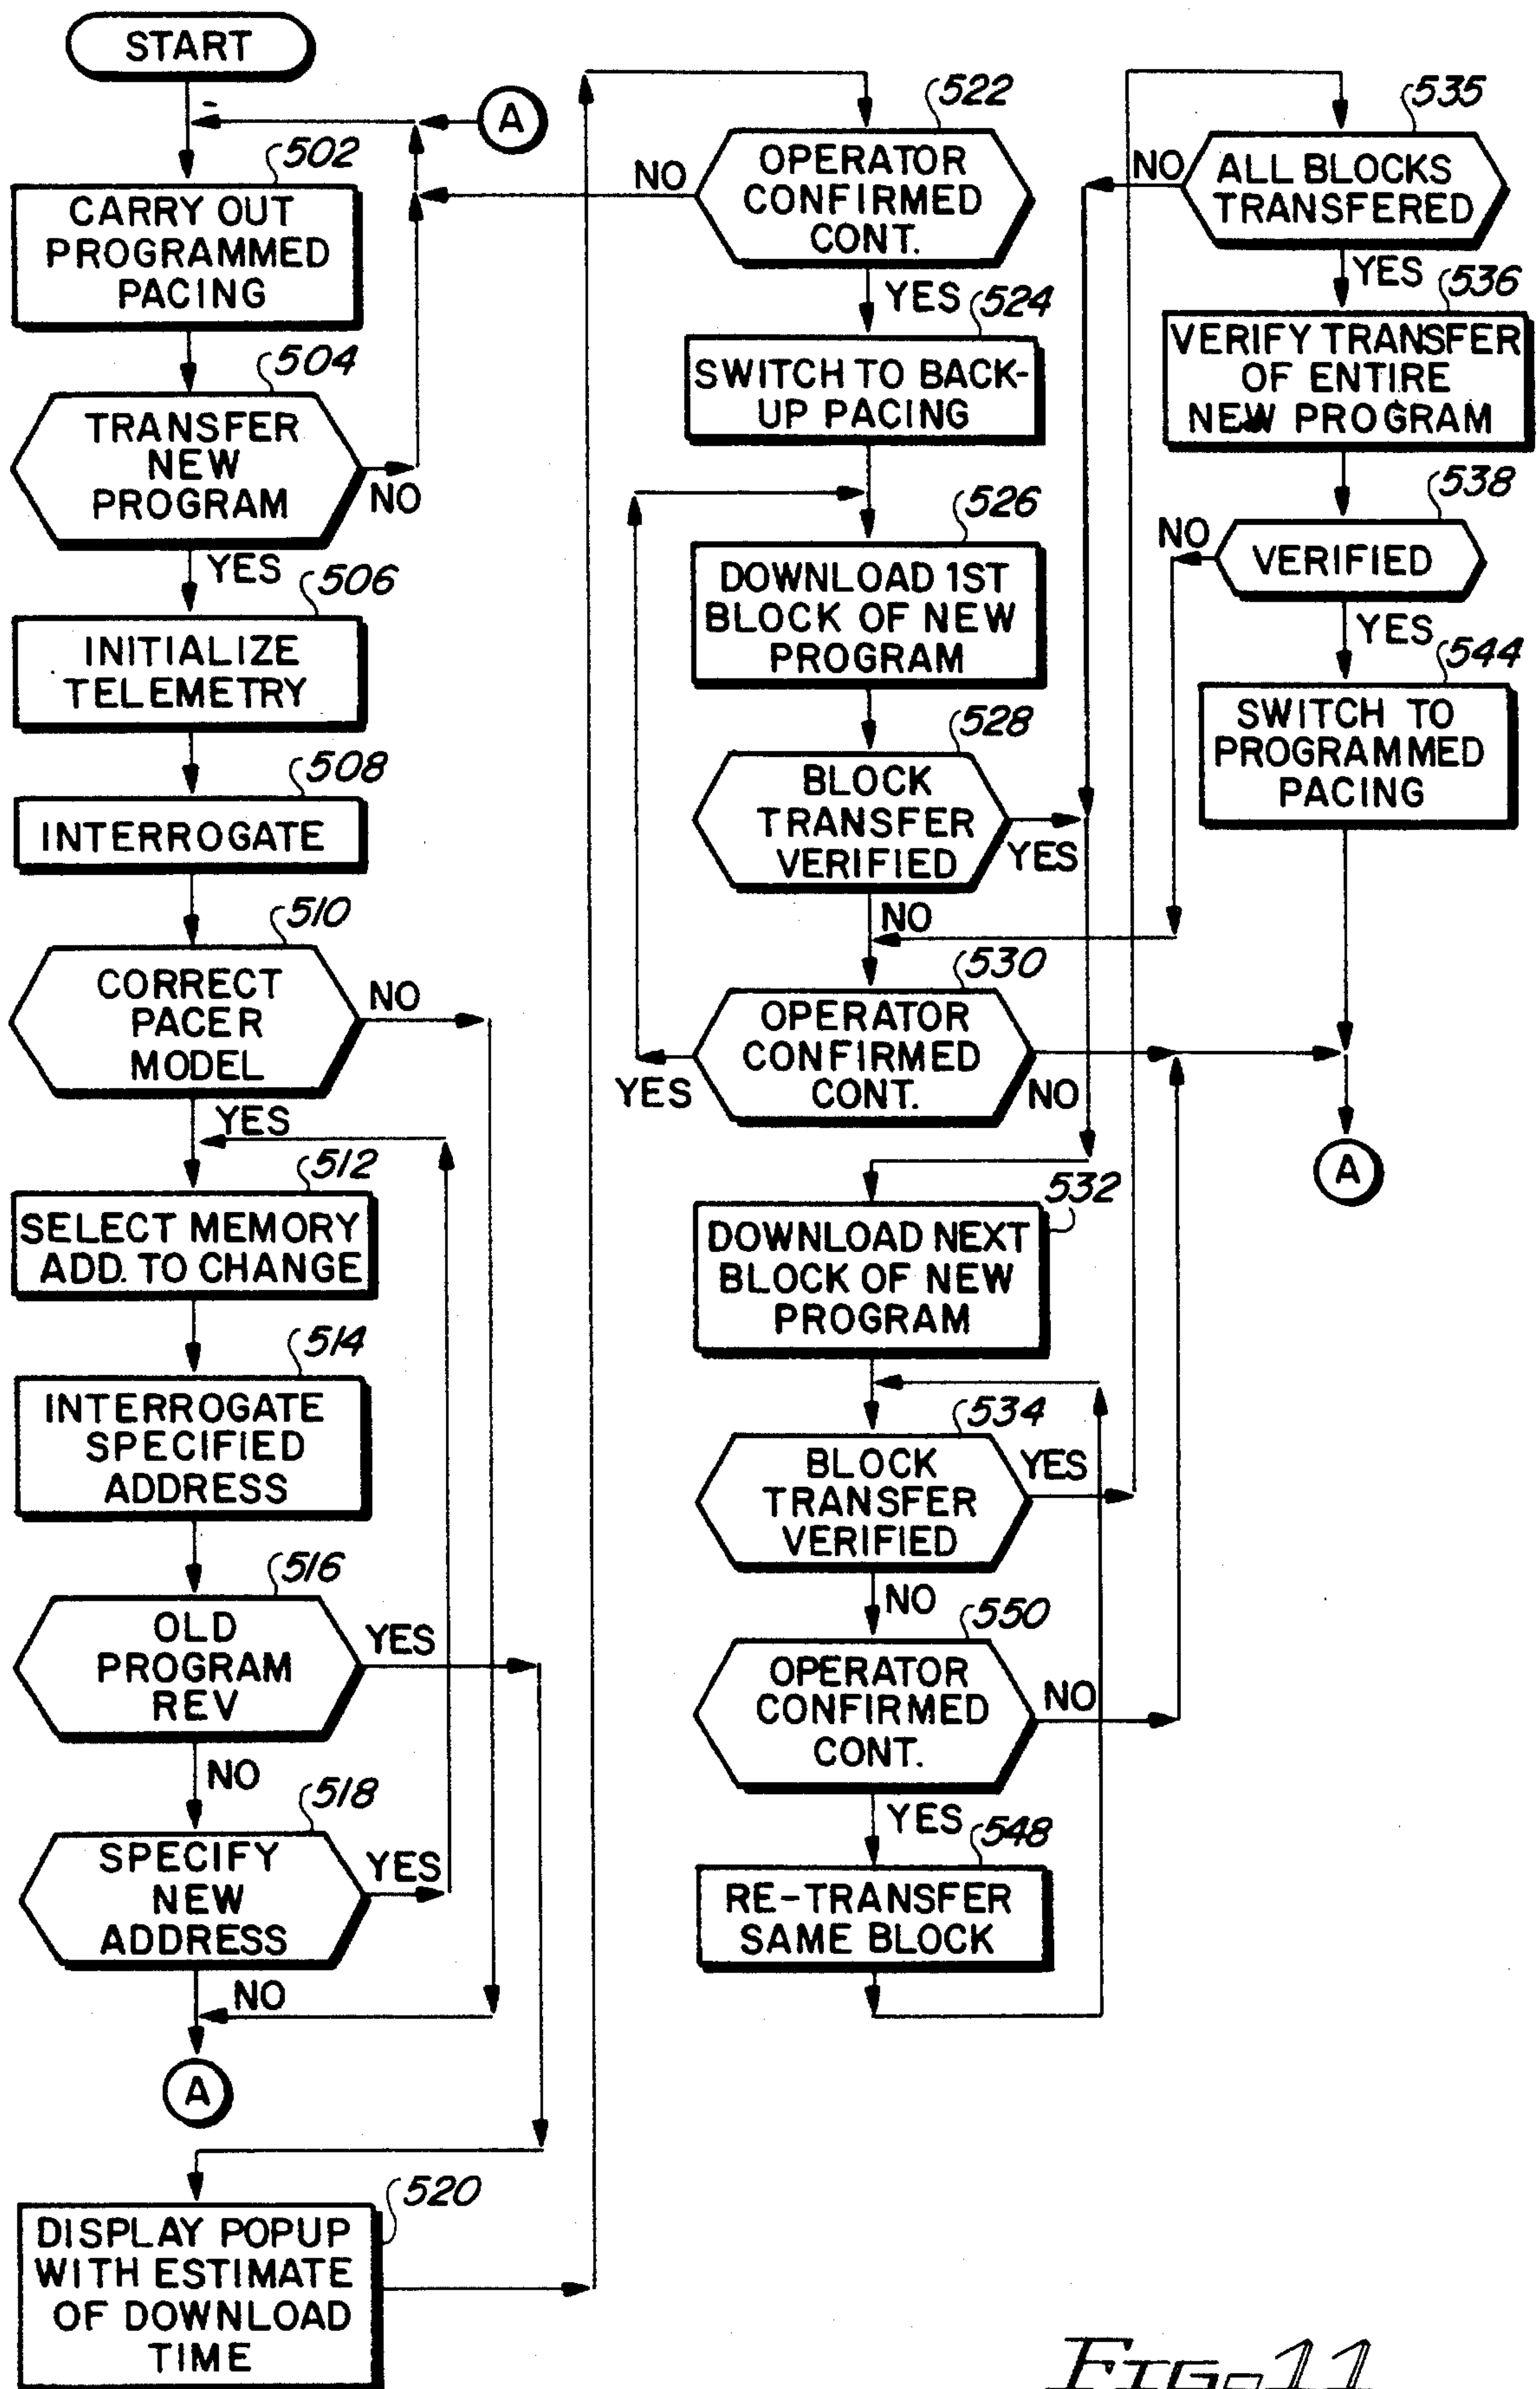 START
A
502
CARRY OUT
PROGRAMMED
PACING
504
TRANSFER
NEW
PROGRAM
NO
YES
506
INITIALIZE
TELEMETRY
508
INTERROGATE
510
CORRECT
PACER
MODEL
NO
YES
512
SELECT MEMORY
ADD. TO CHANGE
514
INTERROGATE
SPECIFIED
ADDRESS
516
OLD
PROGRAM
REV
YES
NO
518
SPECIFY
NEW
ADDRESS
YES
NO
A
520
DISPLAY POPUP
WITH ESTIMATE
OF DOWNLOAD
TIME
522
OPERATOR
CONFIRMED
CONT.
NO
YES
524
SWITCH TO BACK-
UP PACING
526
DOWNLOAD 1ST
BLOCK OF NEW
PROGRAM
528
BLOCK
TRANSFER
VERIFIED
YES
NO
530
OPERATOR
CONFIRMED
CONT.
YES
NO
532
DOWNLOAD NEXT
BLOCK OF NEW
PROGRAM
534
BLOCK
TRANSFER
VERIFIED
YES
NO
550
OPERATOR
CONFIRMED
CONT.
NO
YES
548
RE-TRANSFER
SAME BLOCK
535
ALL BLOCKS
TRANSFERED
NO
YES
536
VERIFY TRANSFER
OF ENTIRE
NEW PROGRAM
538
VERIFIED
NO
YES
544
SWITCH TO
PROGRAMMED
PACING
A
FIG-11